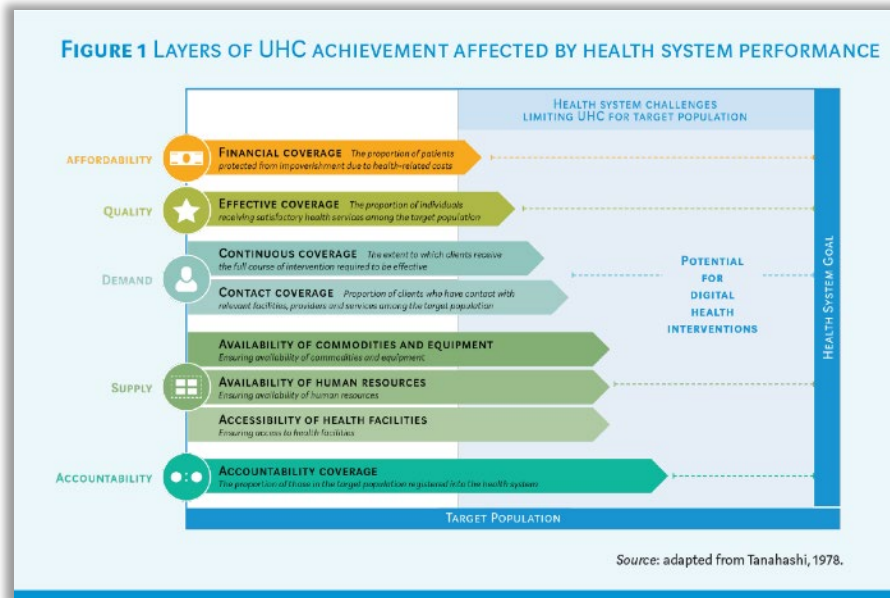 FIGURE 1 LAYERS OF UHC ACHIEVEMENT AFFECTED BY HEALTH SYSTEM PERFORMANCE
HEALTH SYSTEM CHALLENGES
LIMITING UHC FOR TARGET POPULATION
AFFORDABILITY
FINANCIAL COVERAGE The proportion of patients
protected from impoverishment due to health-related costs
QUALITY
EFFECTIVE COVERAGE The proportion of individuals
receiving satisfactory health services among the target population
DEMAND
CONTINUOUS COVERAGE The extent to which clients receive
the full course of intervention required to be effective
CONTACT COVERAGE Proportion of clients who have contact with
relevant facilities, providers and services among the target population
POTENTIAL
FOR
DIGITAL
HEALTH
INTERVENTIONS
SUPPLY
AVAILABILITY OF COMMODITIES AND EQUIPMENT
Ensuring availability of commodities and equipment
AVAILABILITY OF HUMAN RESOURCES
Ensuring availability of human resources
ACCESSIBILITY OF HEALTH FACILITIES
Ensuring access to health facilities
ACCOUNTABILITY
ACCOUNTABILITY COVERAGE
The proportion of those in the target population registered into the health system
HEALTH SYSTEM GOAL
TARGET POPULATION
Source: adapted from Tanahashi, 1978.